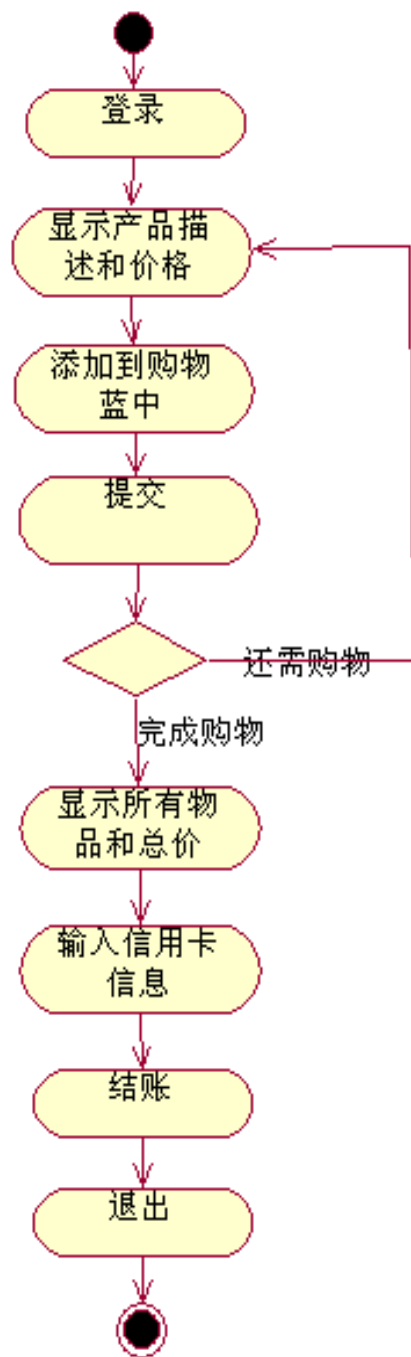 登录
显示产品描
述和价格
添加到购物
蓝中
提交
还需购物
完成购物
显示所有物
品和总价
输入信用卡
信息
结账
退出